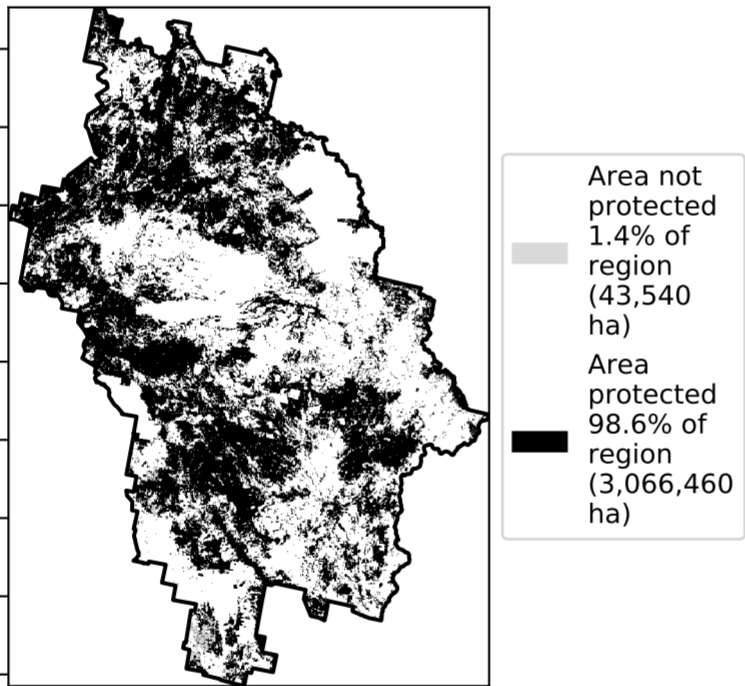 Area not
protected
1.4% of
region
(43,540
ha)
Area
protected
98.6% of
region
(3,066,460
ha)